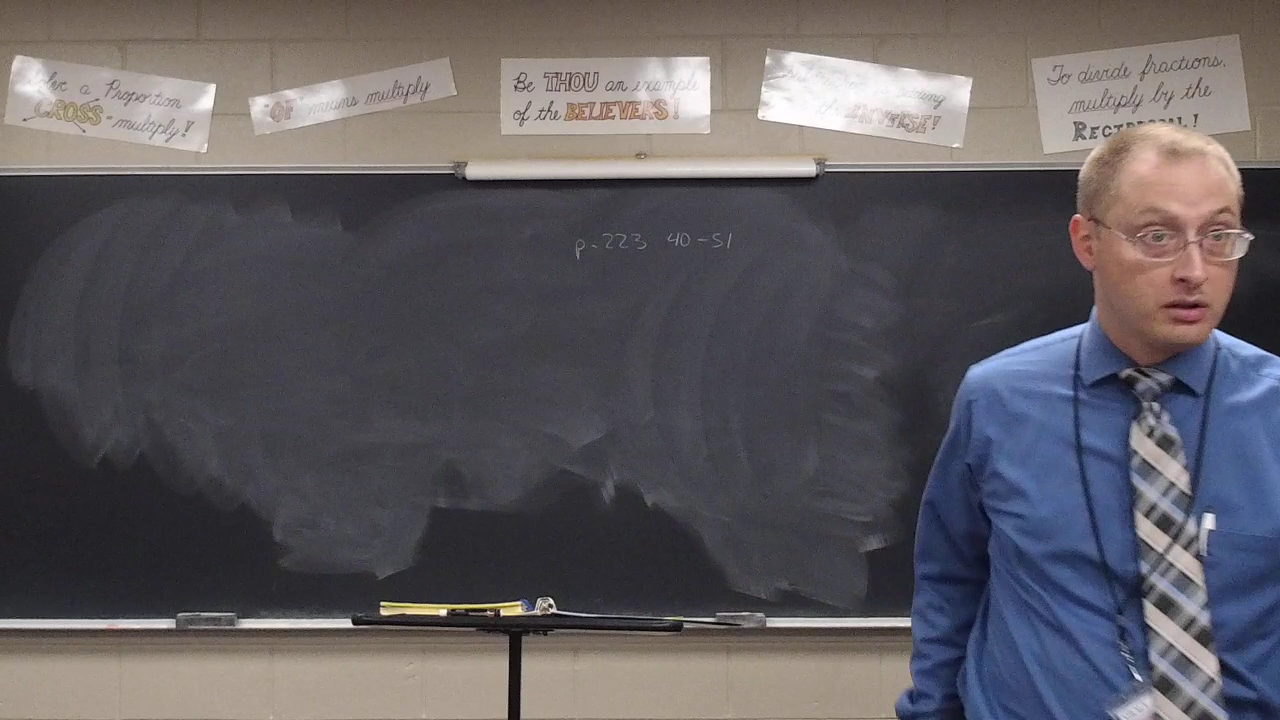 a Proportion
CROSS-multiply!
"OF" means multiply
Be THOU an example
of the BELIEVERS!
INVERSE!
To divide fractions,
multiply by the
p. 223 40-51